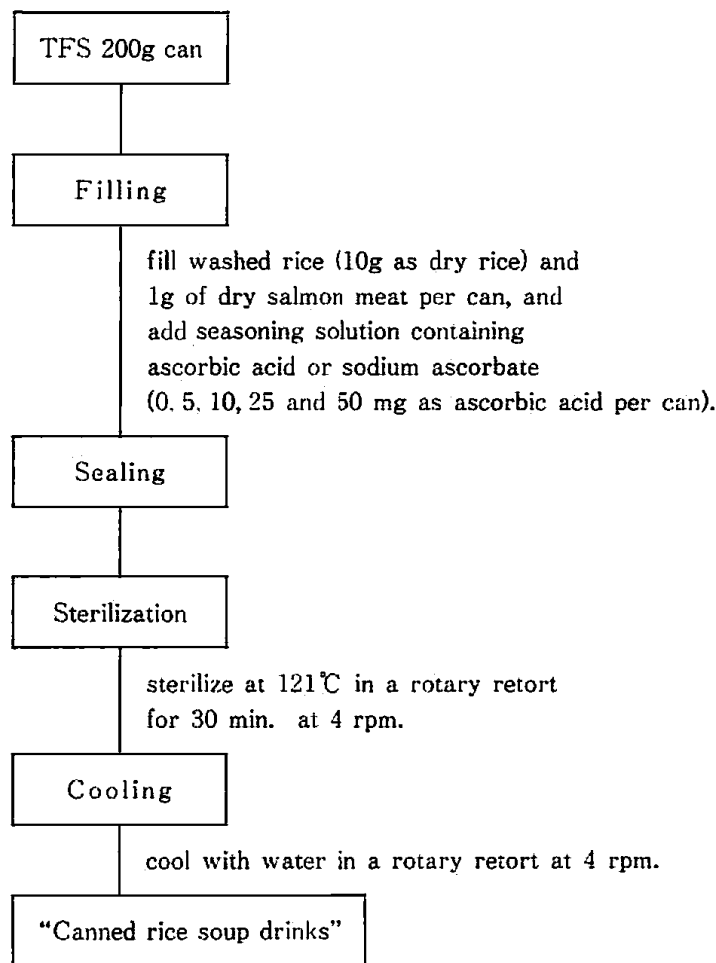 TFS 200g can
Filling
fill washed rice (10g as dry rice) and
1g of dry salmon meat per can, and
add seasoning solution containing
ascorbic acid or sodium ascorbate
(0, 5, 10, 25 and 50 mg as ascorbic acid per can).
Sealing
Sterilization
sterilize at 121℃ in a rotary retort
for 30 min. at 4 rpm.
Cooling
cool with water in a rotary retort at 4 rpm.
“Canned rice soup drinks”